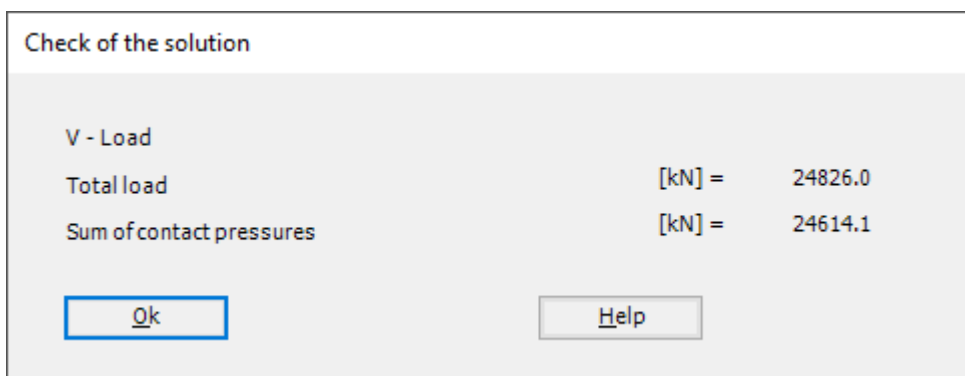 Check of the solution
V - Load
Total load [kN] = 24826.0
Sum of contact pressures [kN] = 24614.1
Ok Help